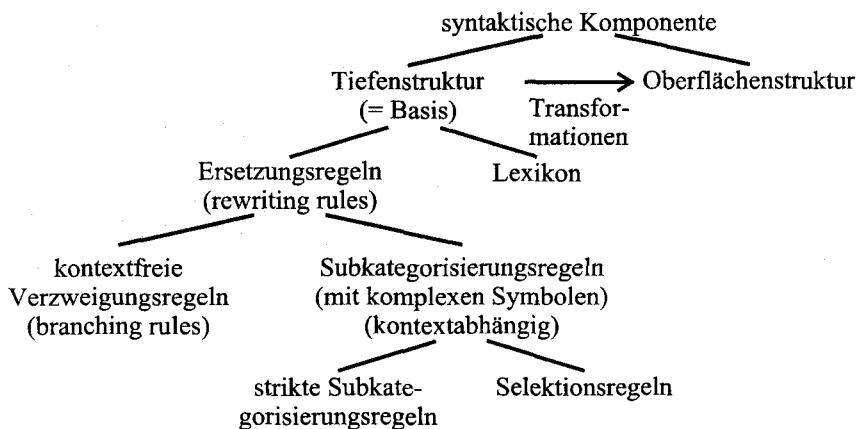 syntaktische Komponente
Tiefenstruktur
(= Basis)
Oberflächenstruktur
Transfor-
mationen
Ersetzungsregeln
(rewriting rules)
Lexikon
kontextfreie
Verzweigungsregeln
(branching rules)
Subkategorisierungsregeln
(mit komplexen Symbolen)
(kontextabhängig)
strikte Subkate-
gorisierungsregeln
Selektionsregeln